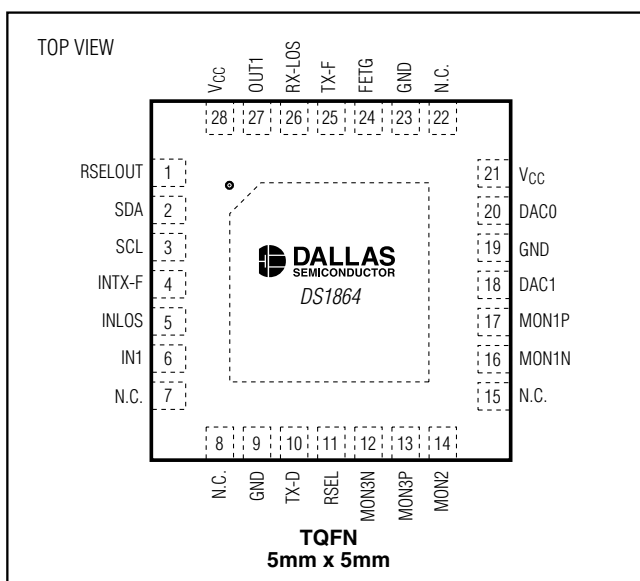 TOP VIEW
VCC
OUT1
RX-LOS
TX-F
FETG
GND
N.C.
28 27 26 25 24 23 22
RSELOUT 1
SDA 2
SCL 3
INTX-F 4
INLOS 5
IN1 6
N.C. 7
21 VCC
20 DAC0
19 GND
18 DAC1
17 MON1P
16 MON1N
15 N.C.
DALLAS
SEMICONDUCTOR
DS1864
8 9 10 11 12 13 14
N.C.
GND
TX-D
RSEL
MON3N
MON3P
MON2
TQFN
5mm x 5mm